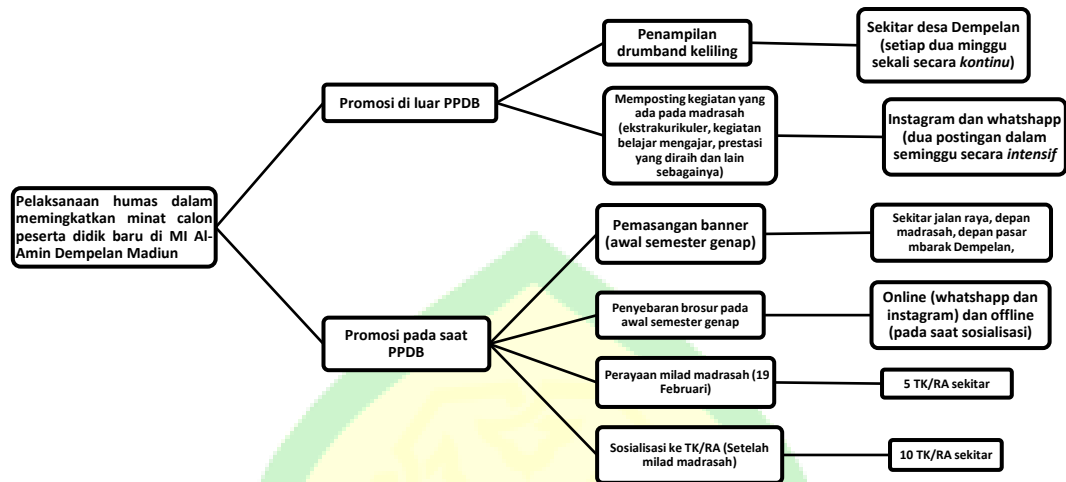 Pelaksanaan humas dalam
memingkatkan minat calon
peserta didik baru di MI Al-
Amin Dempelan Madiun
Promosi di luar PPDB
Penampilan
drumband keliling
Sekitar desa Dempelan
(setiap dua minggu
sekali secara kontinu)
Memposting kegiatan yang
ada pada madrasah
(ekstrakurikuler, kegiatan
belajar mengajar, prestasi
yang diraih dan lain
sebagainya)
Instagram dan whatshapp
(dua postingan dalam
seminggu secara intensif
Promosi pada saat
PPDB
Pemasangan banner
(awal semester genap)
Sekitar jalan raya, depan
madrasah, depan pasar
mbarak Dempelan,
Penyebaran brosur pada
awal semester genap
Online (whatshapp dan
instagram) dan offline
(pada saat sosialisasi)
Perayaan milad madrasah (19
Februari)
5 TK/RA sekitar
Sosialisasi ke TK/RA (Setelah
milad madrasah)
10 TK/RA sekitar